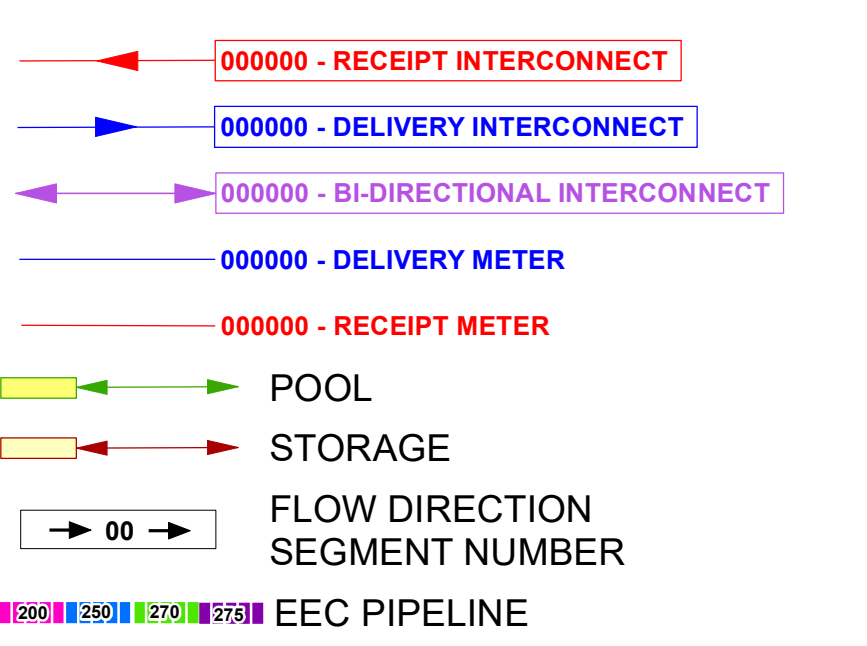 000000 - RECEIPT INTERCONNECT
000000 - DELIVERY INTERCONNECT
000000 - BI-DIRECTIONAL INTERCONNECT
000000 - DELIVERY METER
000000 - RECEIPT METER
POOL
STORAGE
00 FLOW DIRECTION
SEGMENT NUMBER
200 250 270 275 EEC PIPELINE